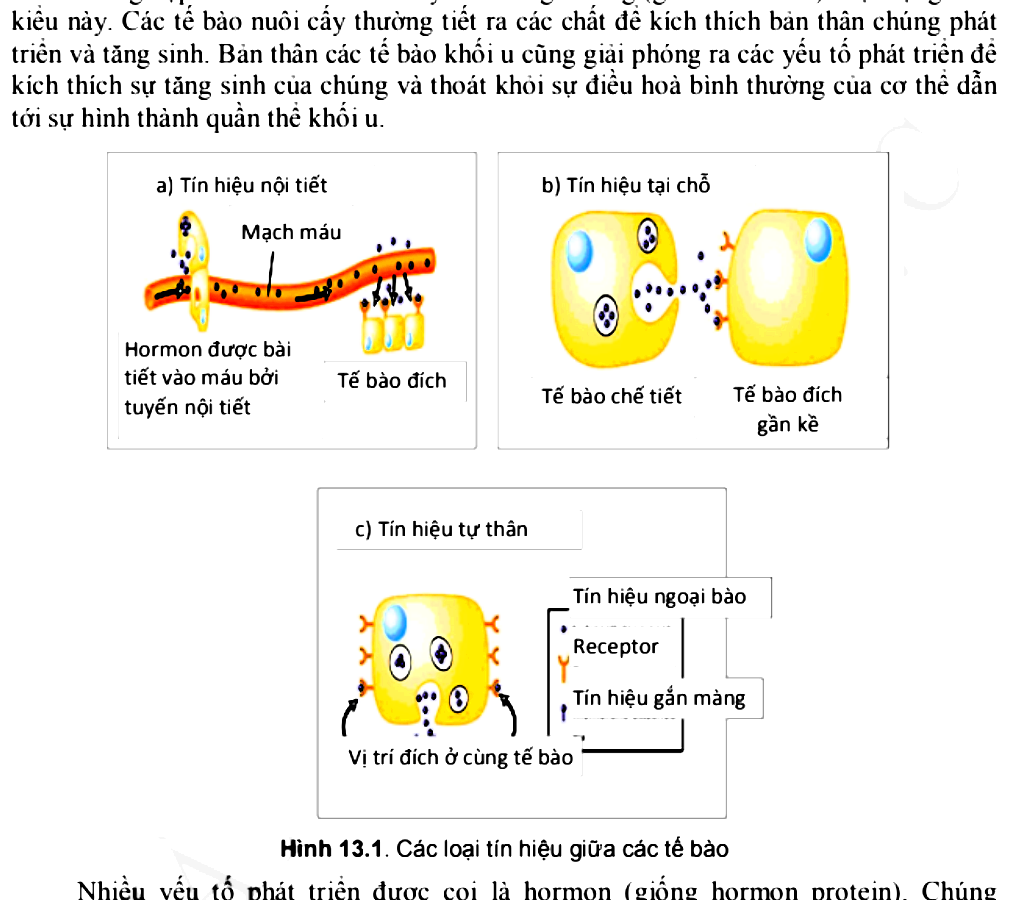 kiểu này. Các tế bào nuôi cấy thường tiết ra các chất để kích thích bản thân chúng phát
triển và tăng sinh. Bản thân các tế bào khối u cũng giải phóng ra các yếu tố phát triển để
kích thích sự tăng sinh của chúng và thoát khỏi sự điều hoà bình thường của cơ thể dẫn
tới sự hình thành quần thể khối u.
a) Tín hiệu nội tiết
Mạch máu
Hormon được bài
tiết vào máu bởi
tuyến nội tiết
Tế bào đích
b) Tín hiệu tại chỗ
Tế bào chế tiết
Tế bào đích
gần kề
c) Tín hiệu tự thân
Tín hiệu ngoại bào
Receptor
Tín hiệu gắn màng
Vị trí đích ở cùng tế bào
Hình 13.1. Các loại tín hiệu giữa các tế bào
Nhiều yếu tố phát triển được coi là hormon (giống hormon protein). Chúng